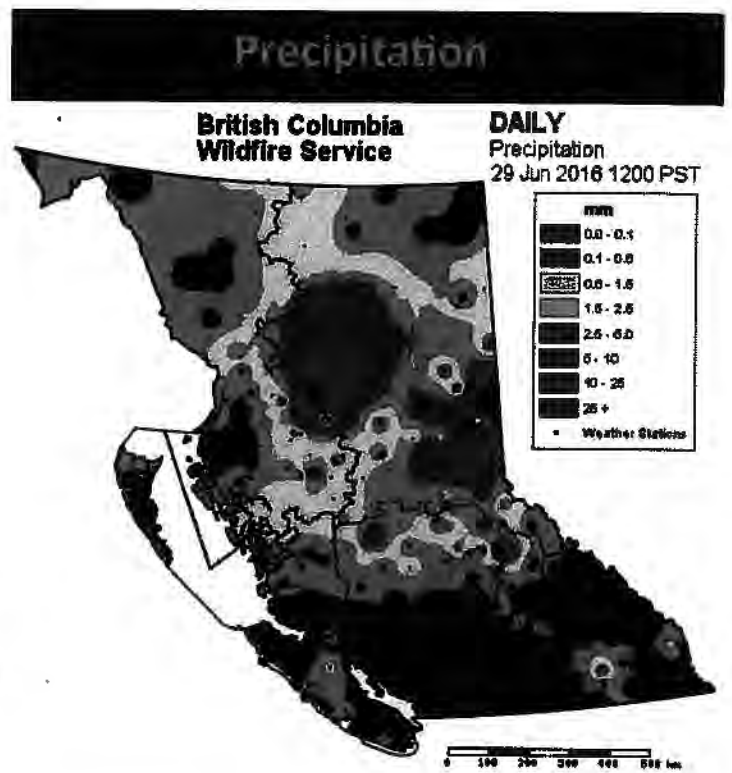 Precipitation
British Columbia
Wildfire Service
DAILY
Precipitation
29 Jun 2016 1200 PST
mm
0.0 - 0.1
0.1 - 0.6
0.6 - 1.5
1.5 - 2.5
2.5 - 5.0
5 - 10
10 - 25
25 +
Weather Stations
0 100 200 300 400 500 km